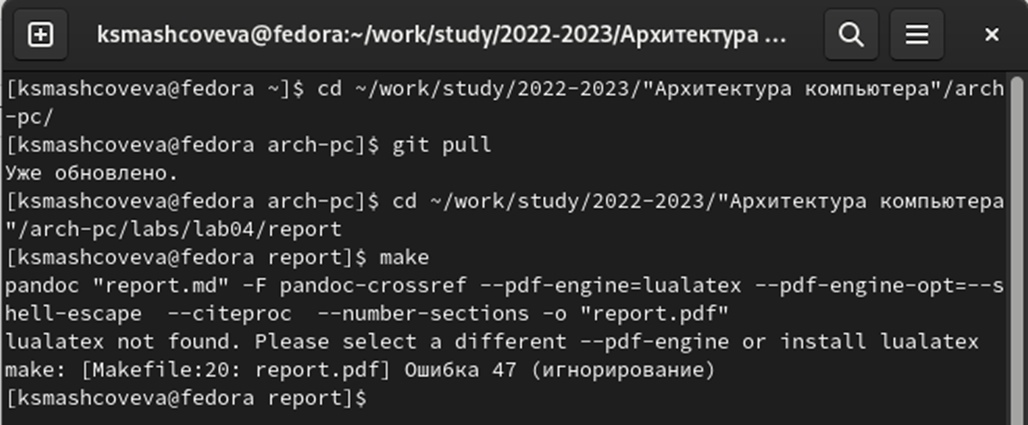 ksmashcoveva@fedora:~/work/study/2022-2023/Архитектура ...
[ksmashcoveva@fedora ~]$ cd ~/work/study/2022-2023/"Архитектура компьютера"/arch
-pc/
[ksmashcoveva@fedora arch-pc]$ git pull
Уже обновлено.
[ksmashcoveva@fedora arch-pc]$ cd ~/work/study/2022-2023/"Архитектура компьютера
"/arch-pc/labs/lab04/report
[ksmashcoveva@fedora report]$ make
pandoc "report.md" -F pandoc-crossref --pdf-engine=lualatex --pdf-engine-opt=--s
hell-escape  --citeproc  --number-sections -o "report.pdf"
lualatex not found. Please select a different --pdf-engine or install lualatex
make: [Makefile:20: report.pdf] Ошибка 47 (игнорирование)
[ksmashcoveva@fedora report]$